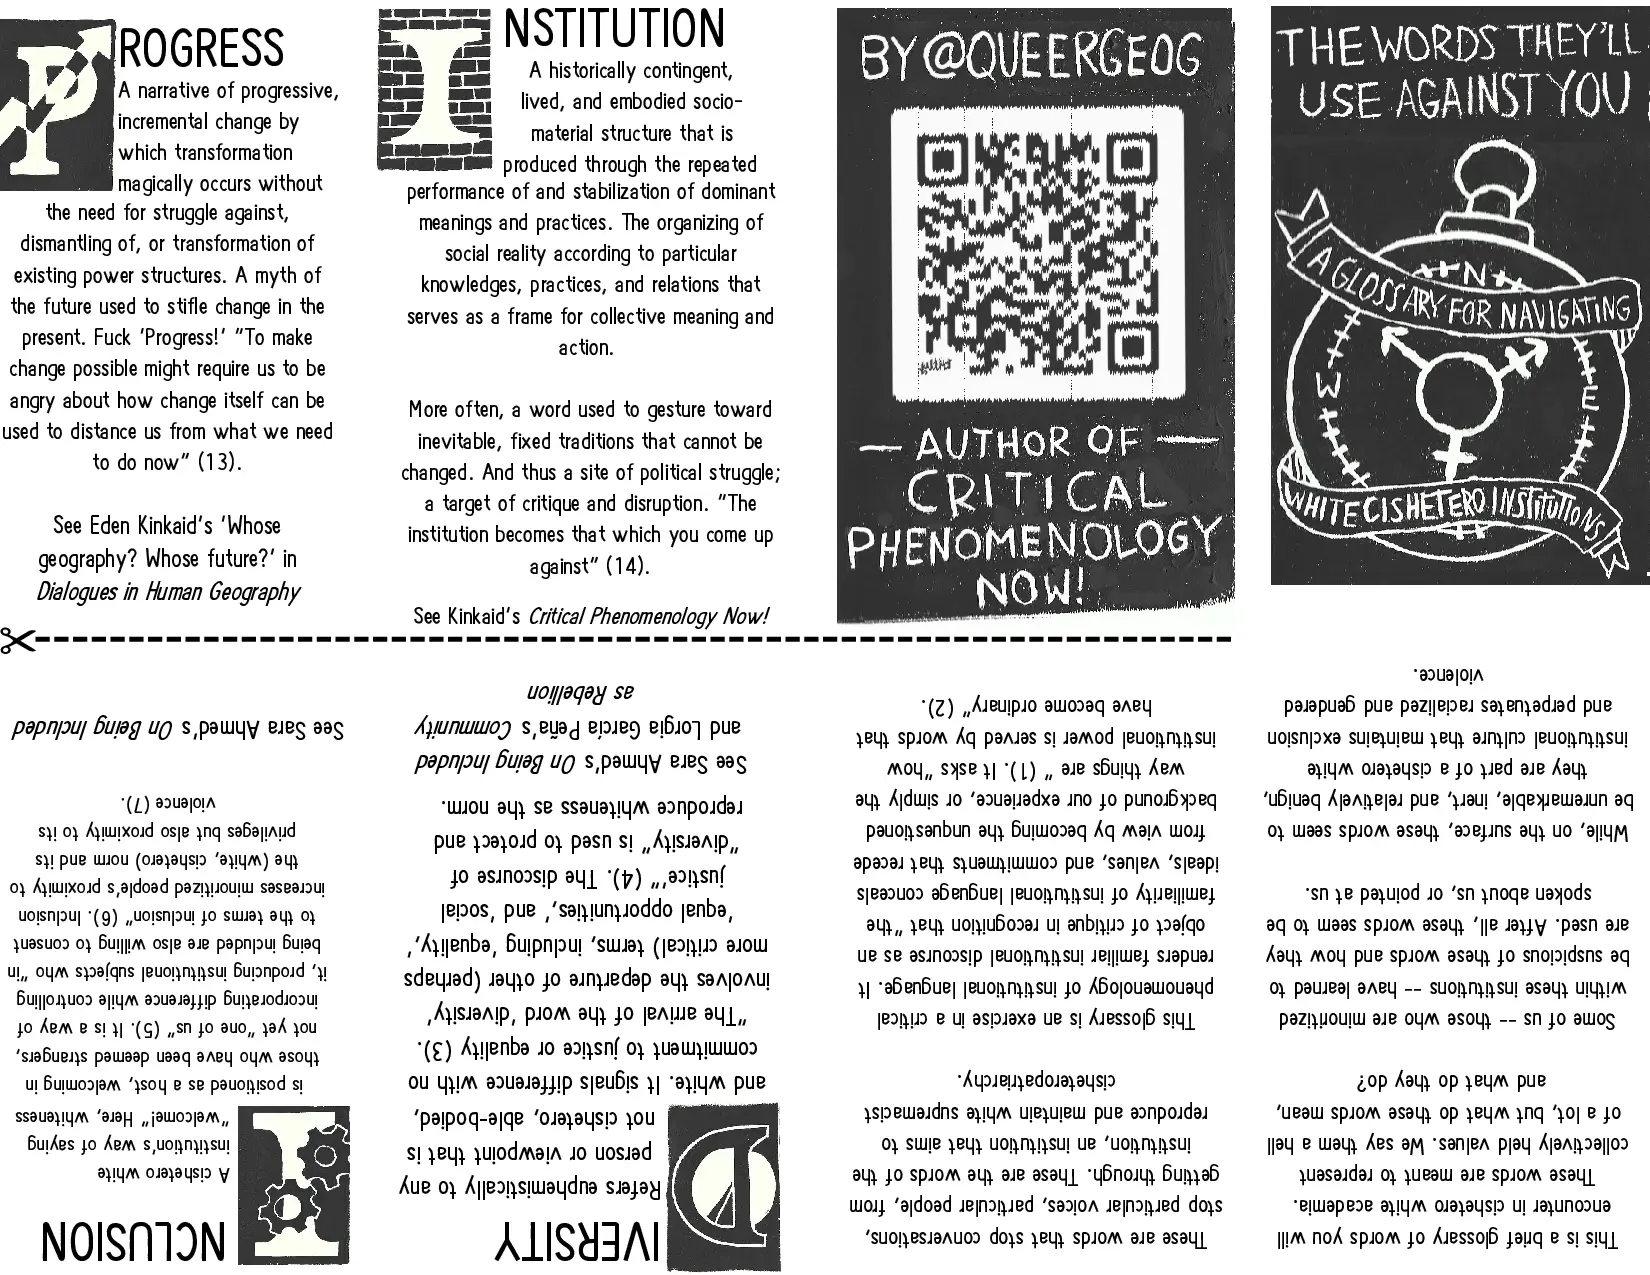 PROGRESS
A narrative of progressive,
incremental change by
which transformation
magically occurs without
the need for struggle against,
dismantling of, or transformation of
existing power structures. A myth of
the future used to stifle change in the
present. Fuck 'Progress!' "To make
change possible might require us to be
angry about how change itself can be
used to distance us from what we need
to do now" (13).
See Eden Kinkaid's 'Whose
geography? Whose future?' in
Dialogues in Human Geography
INSTITUTION
A historically contingent,
lived, and embodied socio-
material structure that is
produced through the repeated
performance of and stabilization of dominant
meanings and practices. The organizing of
social reality according to particular
knowledges, practices, and relations that
serves as a frame for collective meaning and
action.
More often, a word used to gesture toward
inevitable, fixed traditions that cannot be
changed. And thus a site of political struggle;
a target of critique and disruption. "The
institution becomes that which you come up
against" (14).
See Kinkaid's Critical Phenomenology Now!
BY @QUEERGEOG
— AUTHOR OF —
CRITICAL
PHENOMENOLOGY
NOW!
THE WORDS THEY'LL
USE AGAINST YOU
A GLOSSARY FOR NAVIGATING
N
W
E
WHITE CISHETERO INSTITUTIONS
This is a brief glossary of words you will
encounter in cishetero white academia.
These words are meant to represent
collectively held values. We say them a hell
of a lot, but what do these words mean,
and what do they do?
Some of us -- those who are minoritized
within these institutions -- have learned to
be suspicious of these words and how they
are used. After all, these words seem to be
spoken about us, or pointed at us.
While, on the surface, these words seem to
be unremarkable, inert, and relatively benign,
they are part of a cishetero white
institutional culture that maintains exclusion
and perpetuates racialized and gendered
violence.
These are words that stop conversations,
stop particular voices, particular people, from
getting through. These are the words of the
institution, an institution that aims to
reproduce and maintain white supremacist
cisheteropatriarchy.
This glossary is an exercise in a critical
phenomenology of institutional language. It
renders familiar institutional discourse as an
object of critique in recognition that "the
familiarity of institutional language conceals
ideals, values, and commitments that recede
from view by becoming the unquestioned
background of our experience, or simply the
way things are " (1). It asks "how
institutional power is served by words that
have become ordinary" (2).
DIVERSITY
Refers euphemistically to any
person or viewpoint that is
not cishetero, able-bodied,
and white. It signals difference with no
commitment to justice or equality (3).
"The arrival of the word 'diversity'
involves the departure of other (perhaps
more critical) terms, including 'equality,'
'equal opportunities,' and 'social
justice'" (4). The discourse of
"diversity" is used to protect and
reproduce whiteness as the norm.
See Sara Ahmed's On Being Included
and Lorgia García Peña's Community
as Rebellion
INCLUSION
A cishetero white
institution's way of saying
"welcome!" Here, whiteness
is positioned as a host, welcoming in
those who have been deemed strangers,
not yet "one of us" (5). It is a way of
incorporating difference while controlling
it, producing institutional subjects who "in
being included are also willing to consent
to the terms of inclusion" (6). Inclusion
increases minoritized people's proximity to
the (white, cishetero) norm and its
privileges but also proximity to its
violence (7).
See Sara Ahmed's On Being Included